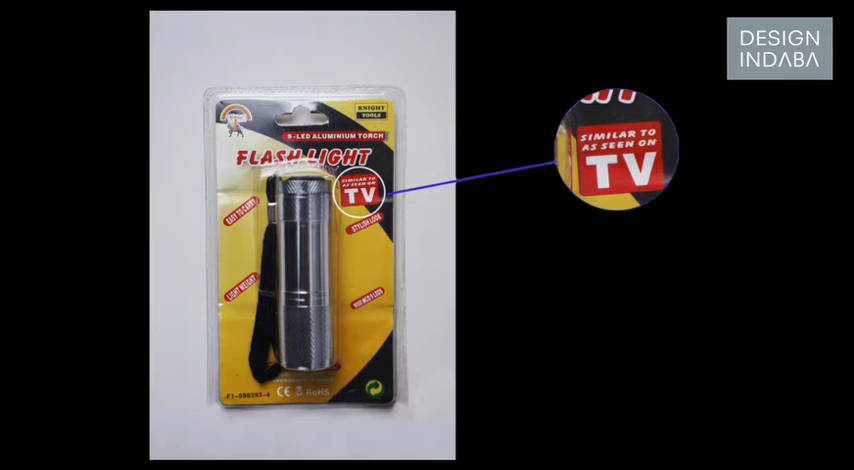 DESIGN
INDABA
KNIGHT
TOOLS
9-LED ALUMINIUM TORCH
FLASH LIGHT
SIMILAR TO
AS SEEN ON
TV
SIMILAR TO
AS SEEN ON
TV
EASY TO CARRY
STYLISH LOOK
LIGHT WEIGHT
F1-598393-4
CE RoHS